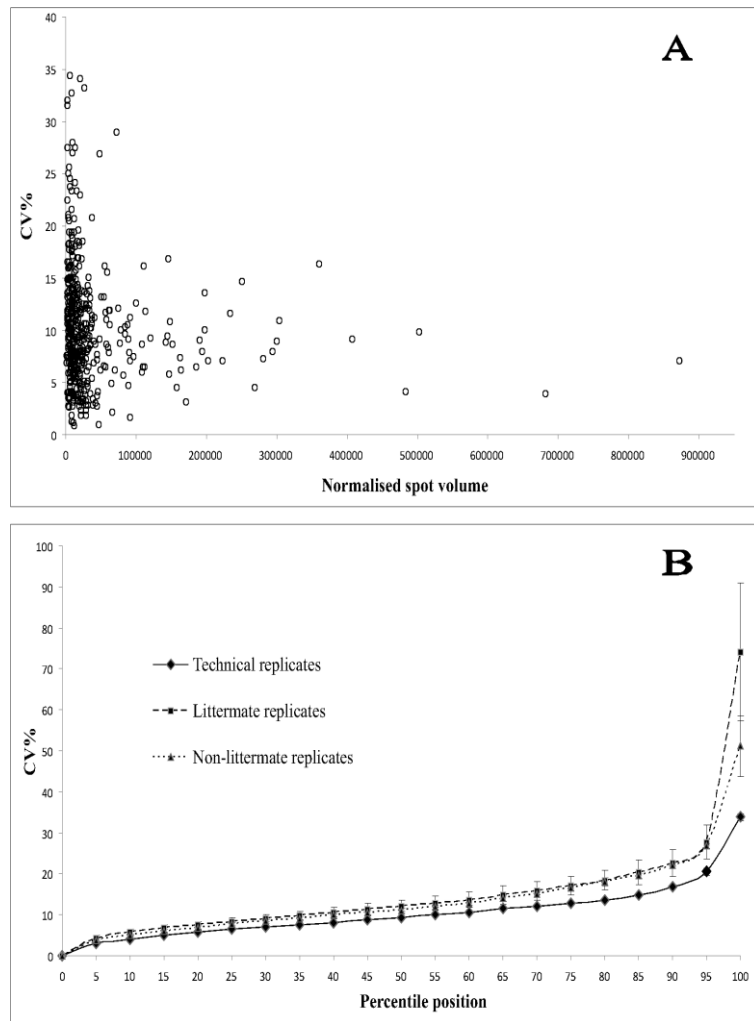 A
40
35
30
25
20
15
10
5
0
CV%
0 100000 200000 300000 400000 500000 600000 700000 800000 900000
Normalised spot volume
B
100
90
80
70
60
50
40
30
20
10
0
CV%
Technical replicates
Littermate replicates
Non-littermate replicates
0 5 10 15 20 25 30 35 40 45 50 55 60 65 70 75 80 85 90 95 100
Percentile position